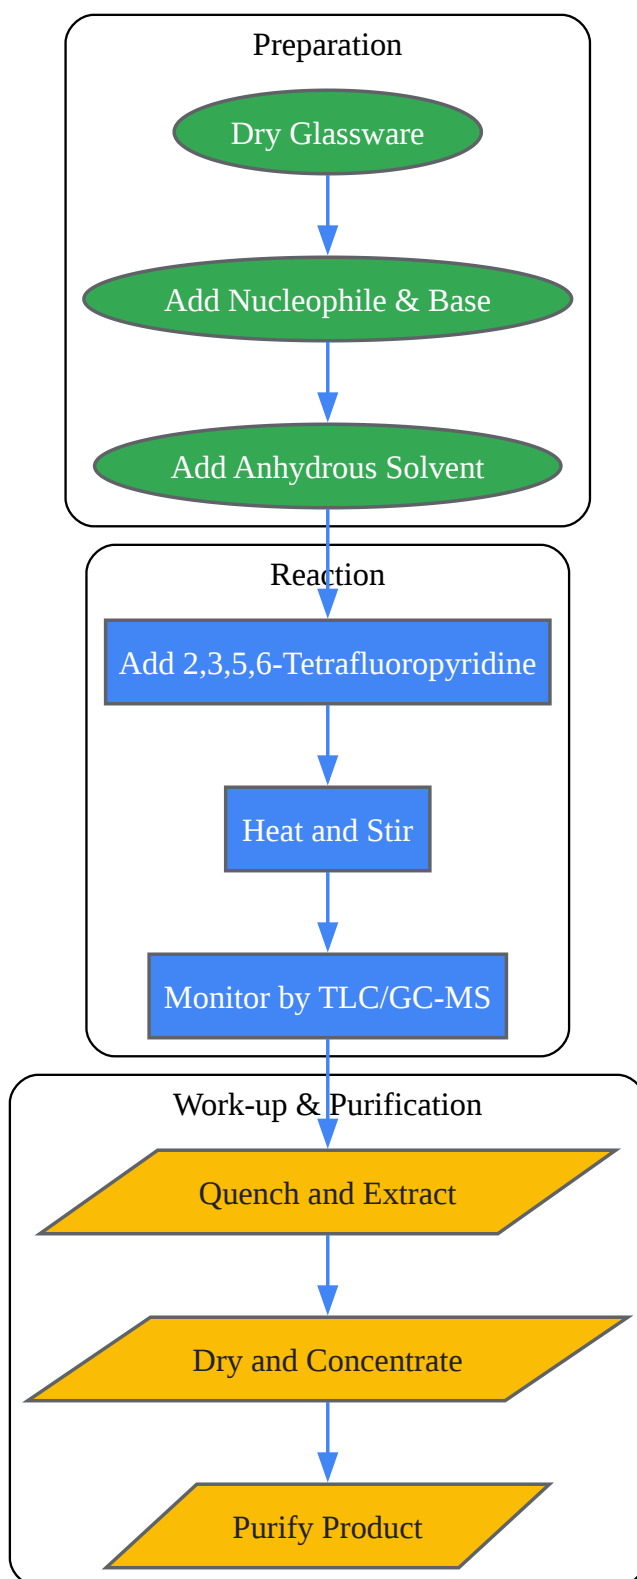 Preparation
Dry Glassware
Add Nucleophile & Base
Add Anhydrous Solvent
Reaction
Add 2,3,5,6-Tetrafluoropyridine
Heat and Stir
Monitor by TLC/GC-MS
Work-up & Purification
Quench and Extract
Dry and Concentrate
Purify Product